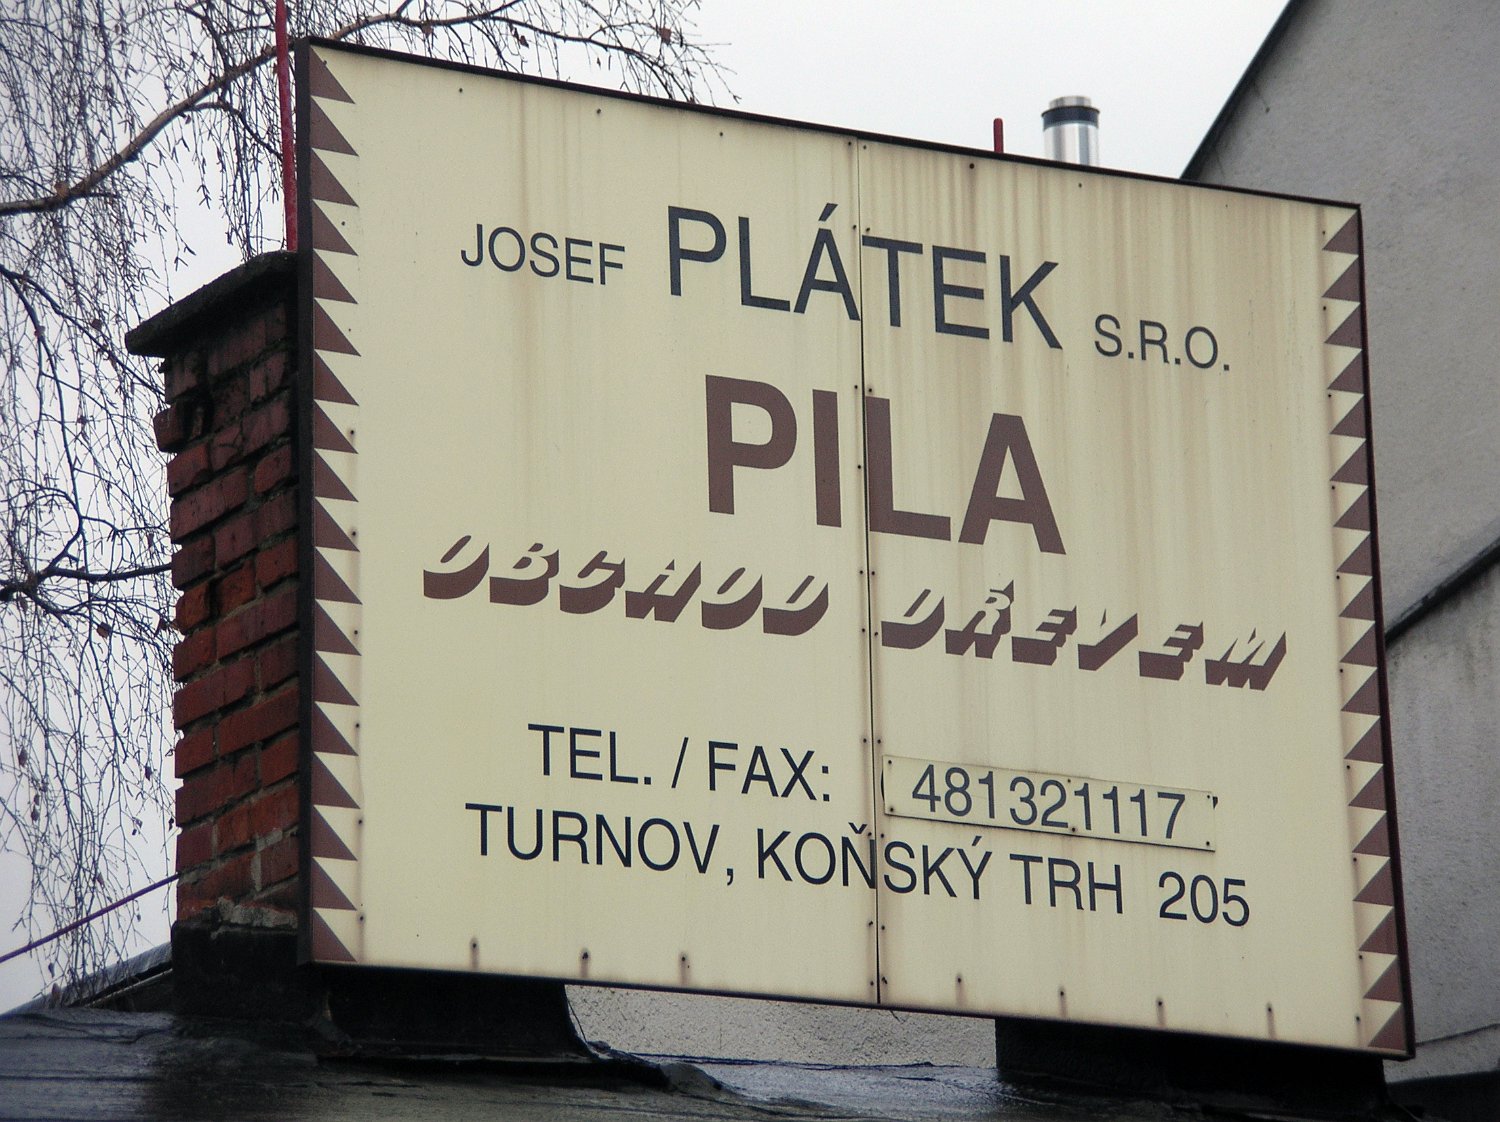 JOSEF PLÁTEK S.R.O.
PILA
OBCHOD DŘEVEM
TEL. / FAX: 481321117
TURNOV, KOŇSKÝ TRH 205